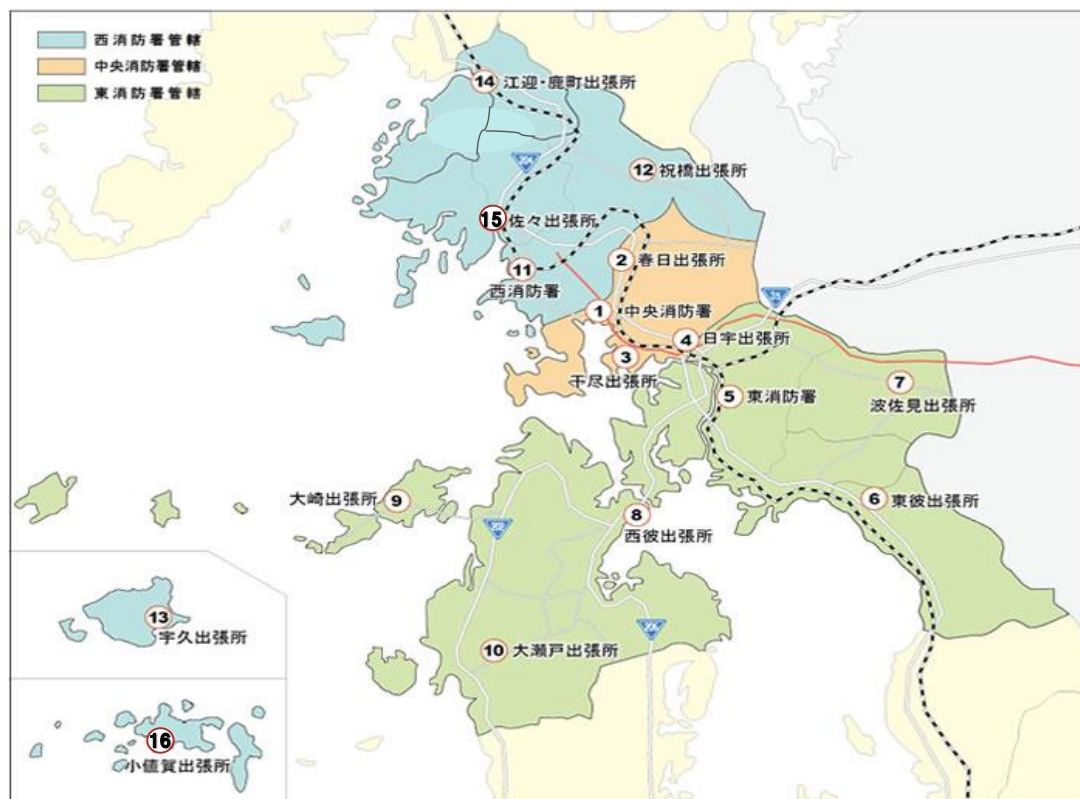 西消防署管轄
中央消防署管轄
東消防署管轄
14 江迎・鹿町出張所
204
12 祝橋出張所
15 佐々出張所
2 春日出張所
11
西消防署
35
1 中央消防署
4 日宇出張所
3
干尽出張所
7
波佐見出張所
5 東消防署
大崎出張所 9
6 東彼出張所
8
西彼出張所
202
13
宇久出張所
206
10 大瀬戸出張所
16
小値賀出張所